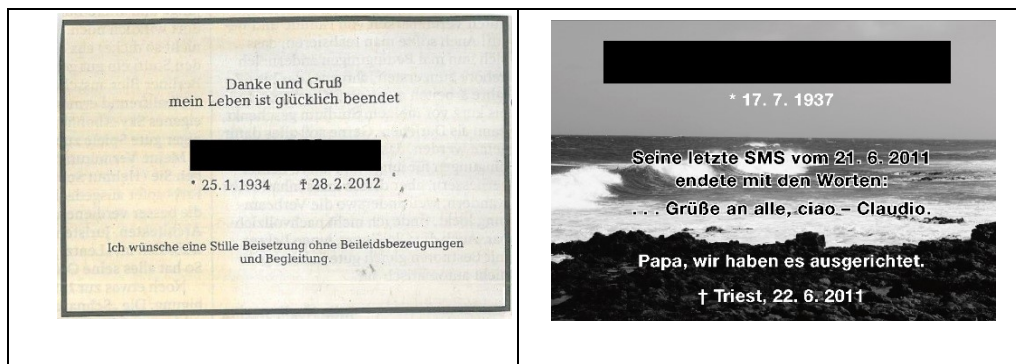 Danke und Gruß
mein Leben ist glücklich beendet
* 25.1.1934 † 28.2.2012
Ich wünsche eine Stille Beisetzung ohne Beileidsbezeugungen
und Begleitung.
* 17. 7. 1937
Seine letzte SMS vom 21. 6. 2011
endete mit den Worten:
. . . Grüße an alle, ciao – Claudio.
Papa, wir haben es ausgerichtet.
† Triest, 22. 6. 2011